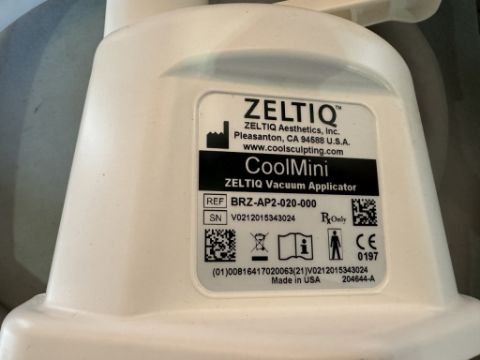 ZELTIQ™
ZELTIQ Aesthetics, Inc.
Pleasanton, CA 94588 U.S.A.
www.coolsculpting.com
CoolMini
ZELTIQ Vacuum Applicator
REF BRZ-AP2-020-000
SN V0212015343024 Rx Only
CE
0197
(01)00816417020063(21)V0212015343024
Made in USA 204644-A